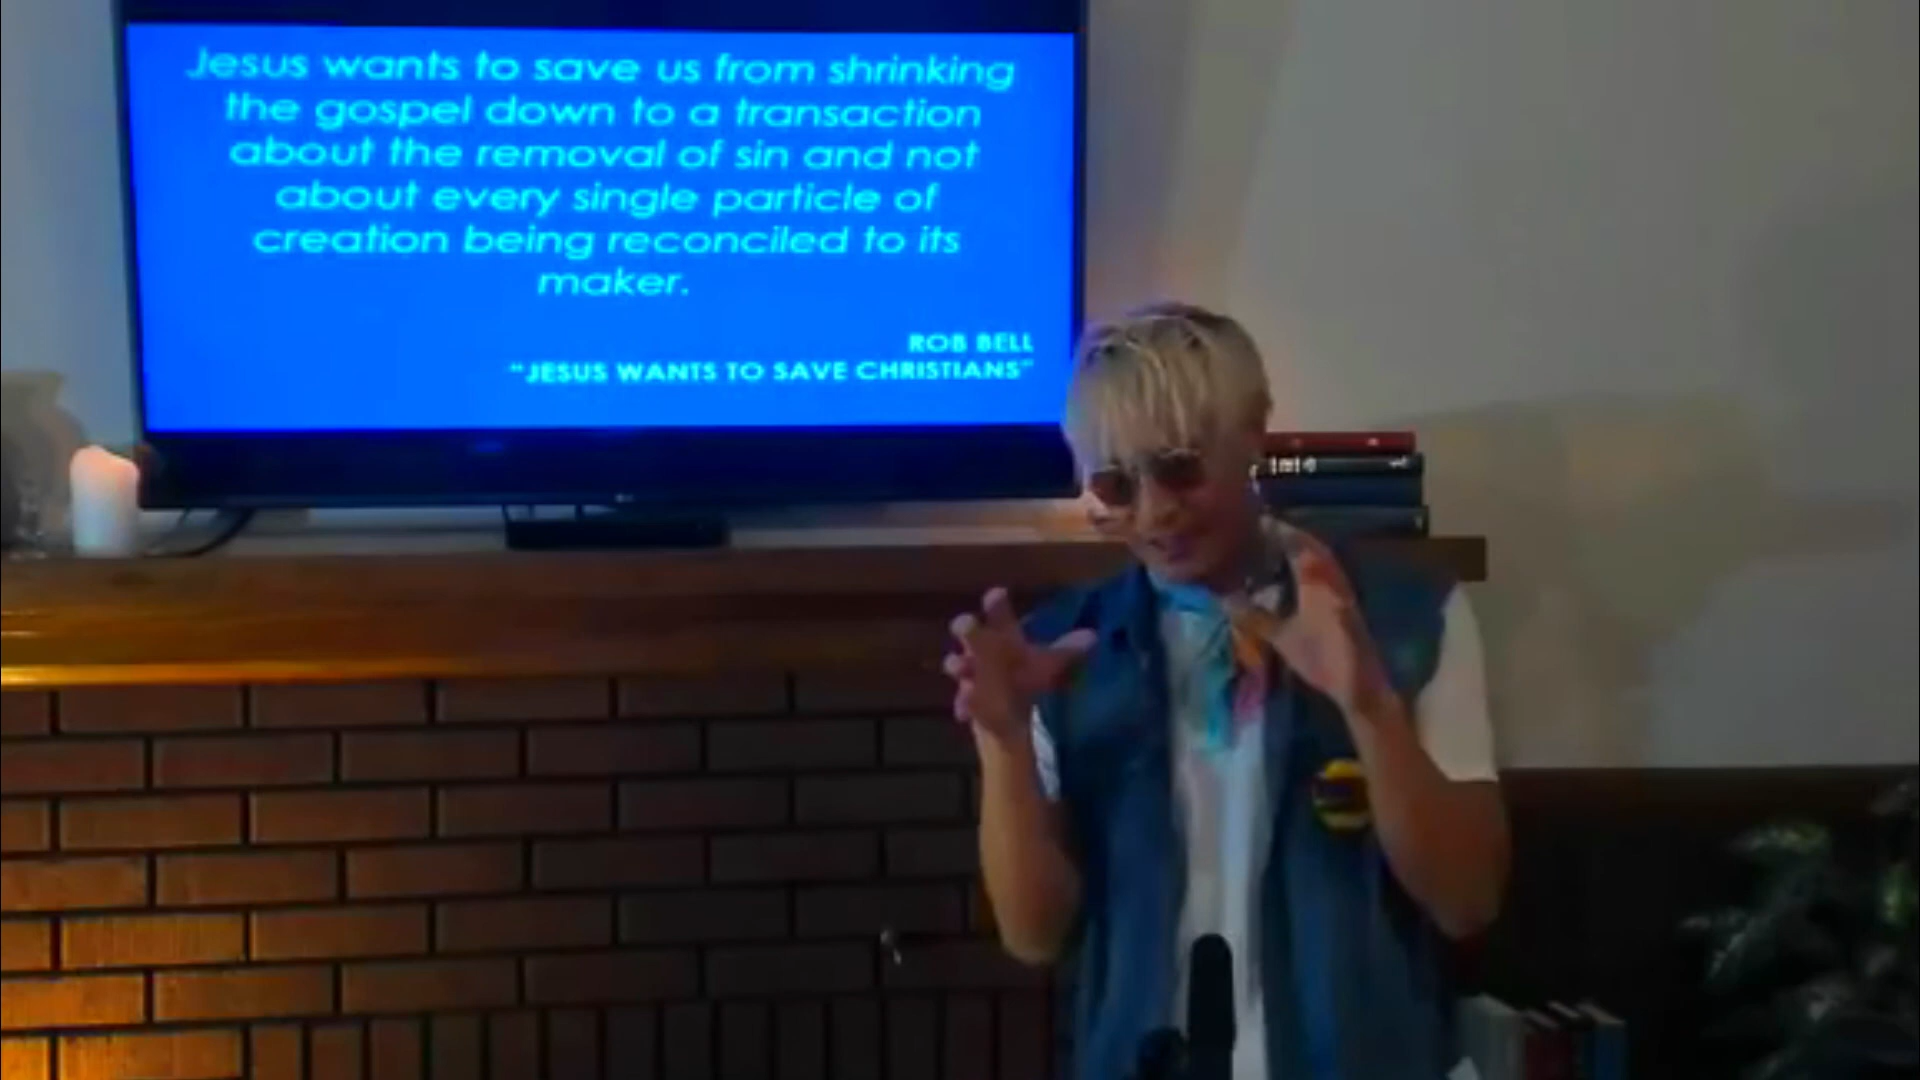 Jesus wants to save us from shrinking
the gospel down to a transaction
about the removal of sin and not
about every single particle of
creation being reconciled to its
maker.
ROB BELL
"JESUS WANTS TO SAVE CHRISTIANS"